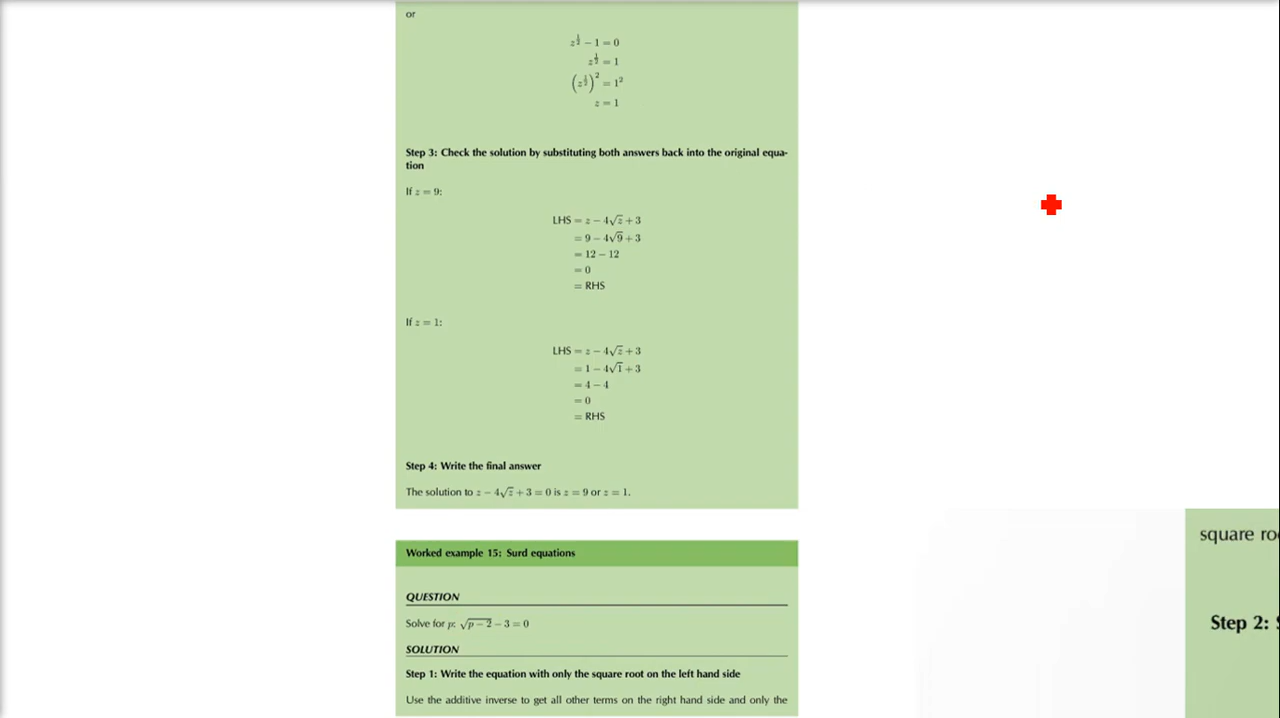 or
z^{\frac{1}{2}} − 1 = 0
z^{\frac{1}{2}} = 1
(z^{\frac{1}{2}})^2 = 1^2
z = 1
Step 3: Check the solution by substituting both answers back into the original equa-
tion
If z = 9:
LHS = z − 4√z + 3
= 9 − 4√9 + 3
= 12 − 12
= 0
= RHS
If z = 1:
LHS = z − 4√z + 3
= 1 − 4√1 + 3
= 4 − 4
= 0
= RHS
Step 4: Write the final answer
The solution to z − 4√z + 3 = 0 is z = 9 or z = 1.
Worked example 15: Surd equations
QUESTION
Solve for p: √(p − 2) − 3 = 0
SOLUTION
Step 1: Write the equation with only the square root on the left hand side
Use the additive inverse to get all other terms on the right hand side and only the
square ro
Step 2: